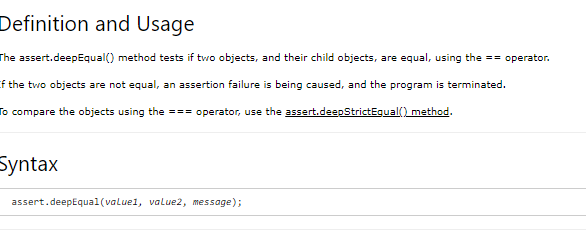 Definition and Usage
The assert.deepEqual() method tests if two objects, and their child objects, are equal, using the == operator.
If the two objects are not equal, an assertion failure is being caused, and the program is terminated.
To compare the objects using the === operator, use the assert.deepStrictEqual() method.
Syntax
assert.deepEqual(value1, value2, message);